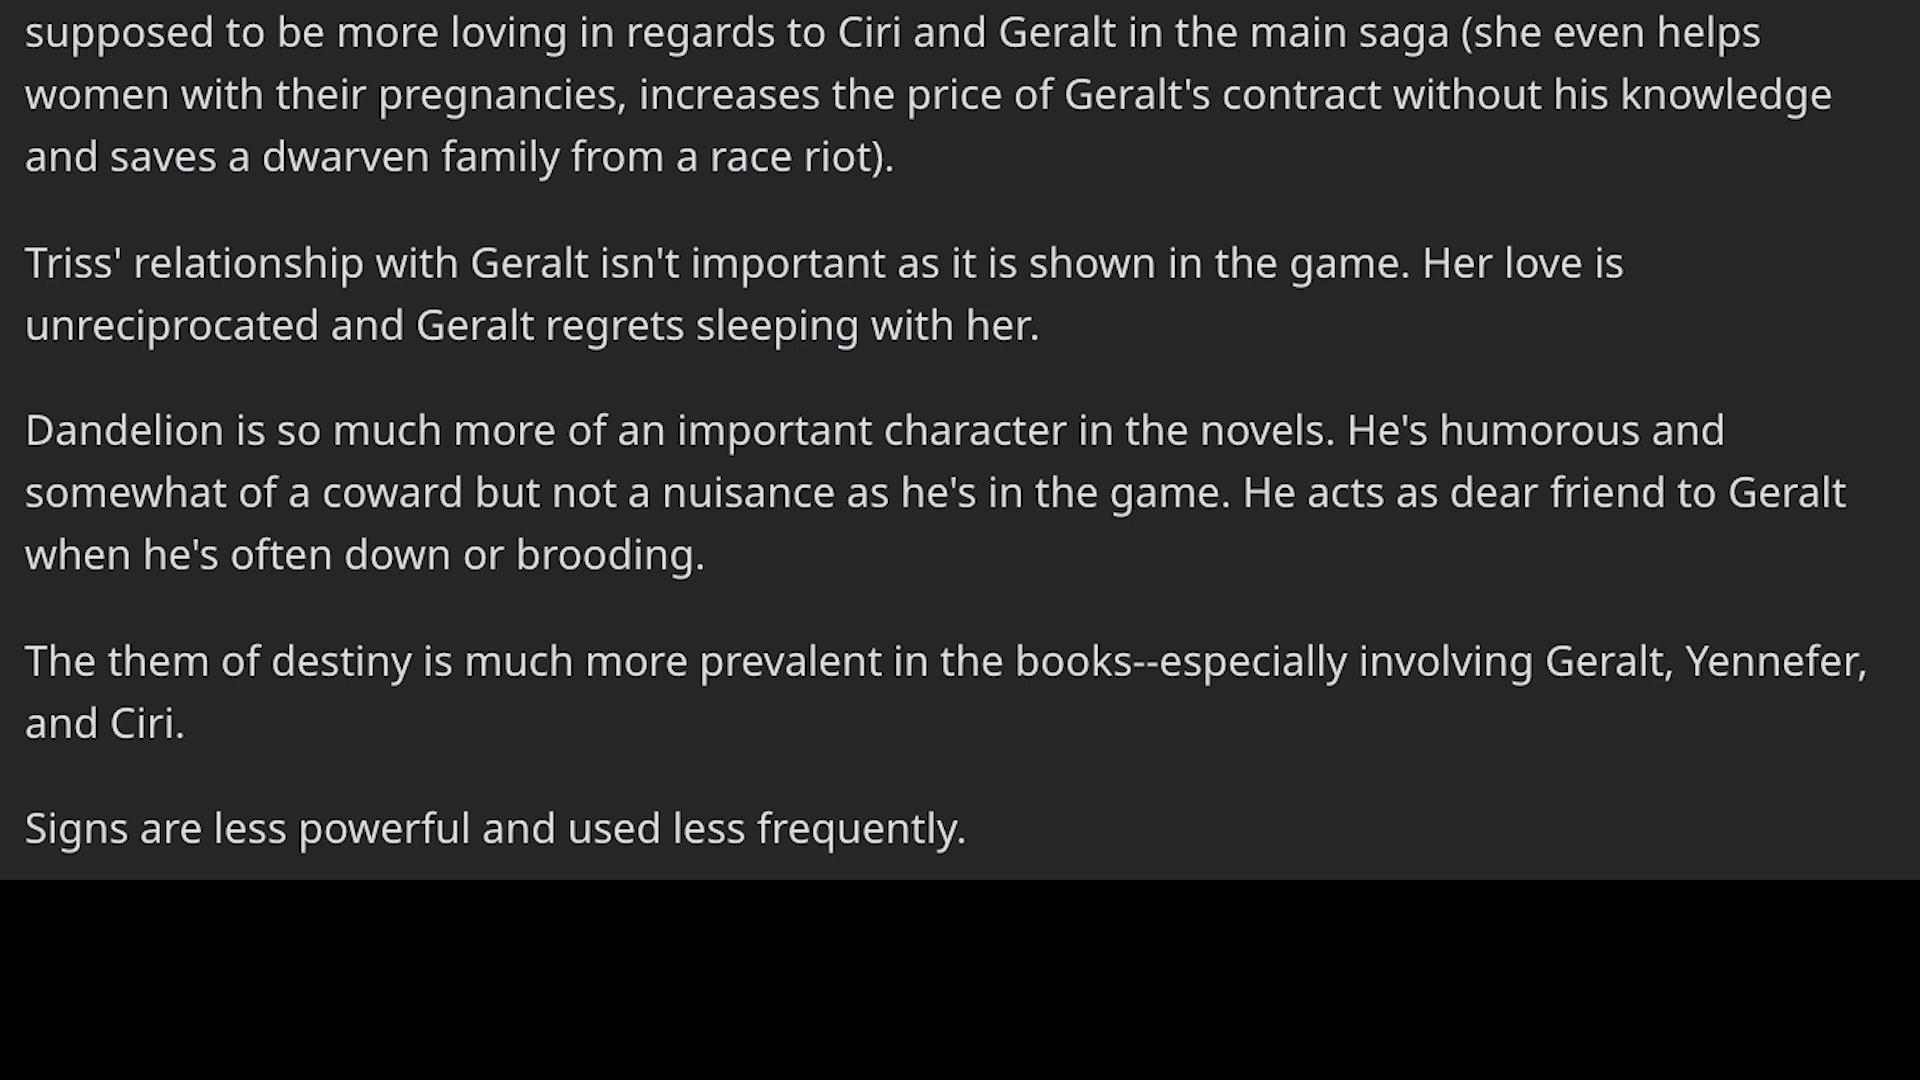 supposed to be more loving in regards to Ciri and Geralt in the main saga (she even helps
women with their pregnancies, increases the price of Geralt's contract without his knowledge
and saves a dwarven family from a race riot).
Triss' relationship with Geralt isn't important as it is shown in the game. Her love is
unreciprocated and Geralt regrets sleeping with her.
Dandelion is so much more of an important character in the novels. He's humorous and
somewhat of a coward but not a nuisance as he's in the game. He acts as dear friend to Geralt
when he's often down or brooding.
The them of destiny is much more prevalent in the books--especially involving Geralt, Yennefer,
and Ciri.
Signs are less powerful and used less frequently.